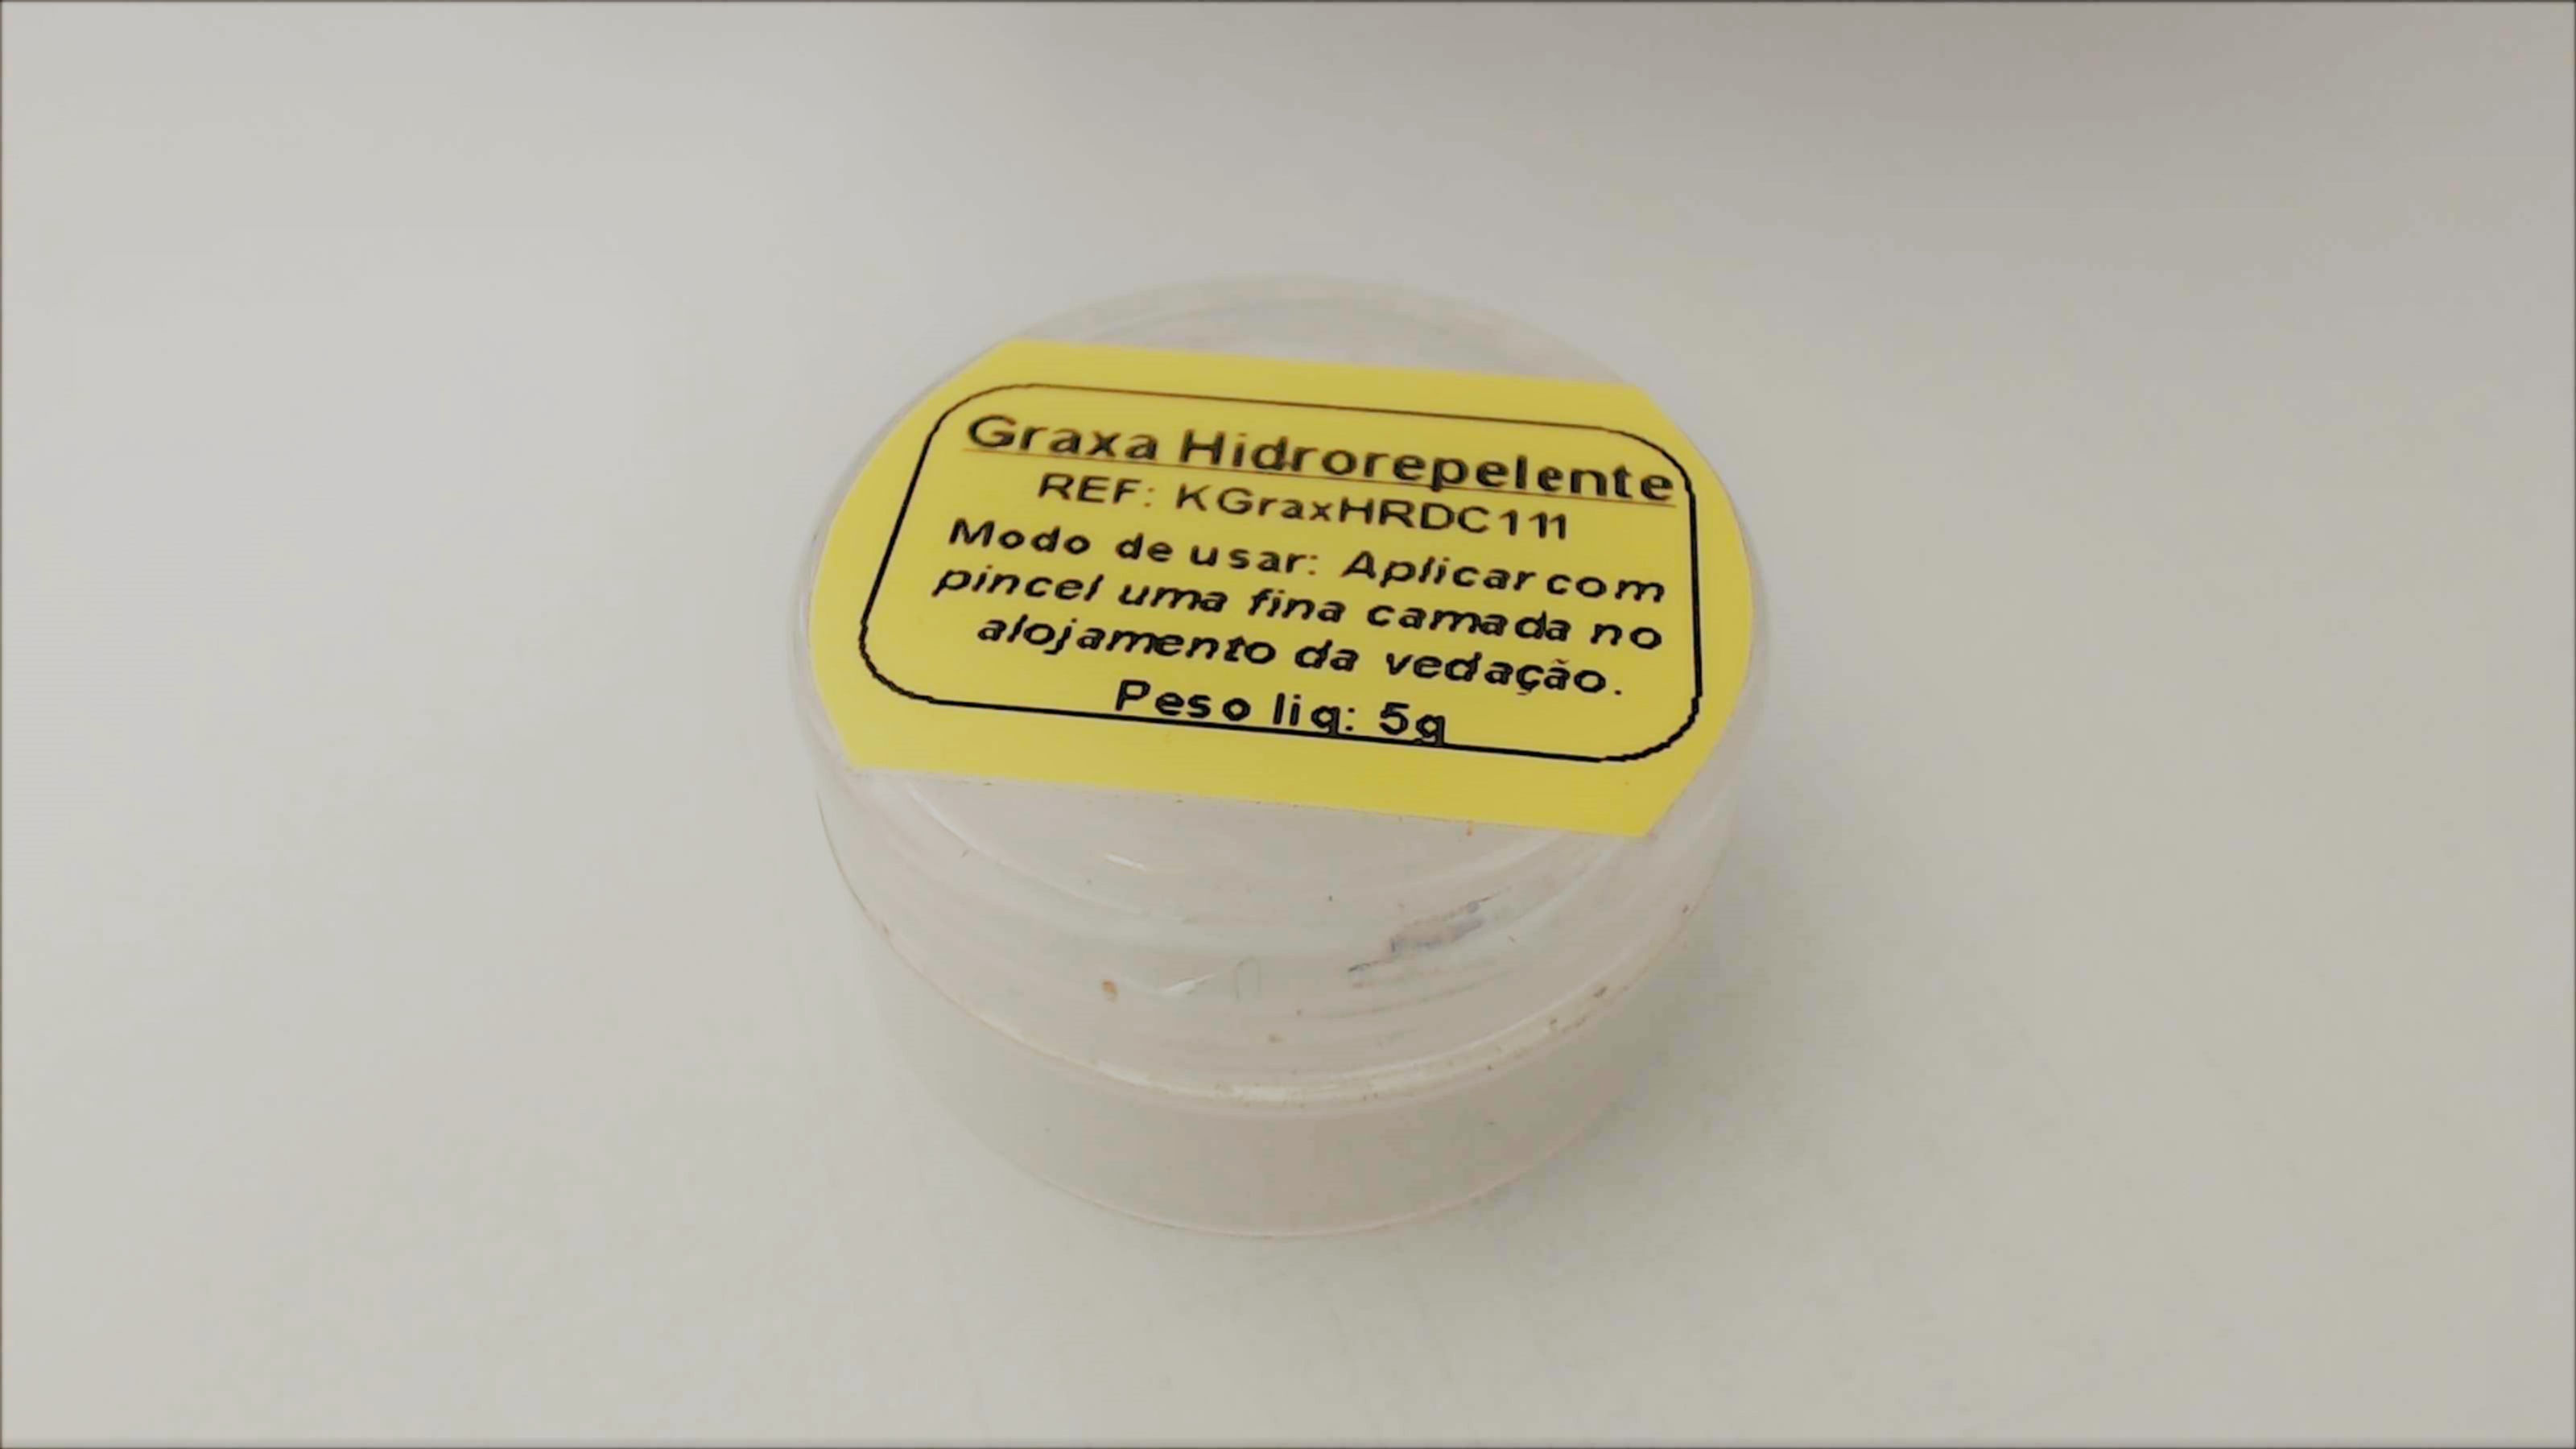 Graxa Hidrorepelente
REF: KGraxHRDC111
Modo de usar: Aplicar com
pincel uma fina camada no
alojamento da vedação.
Peso liq: 5g